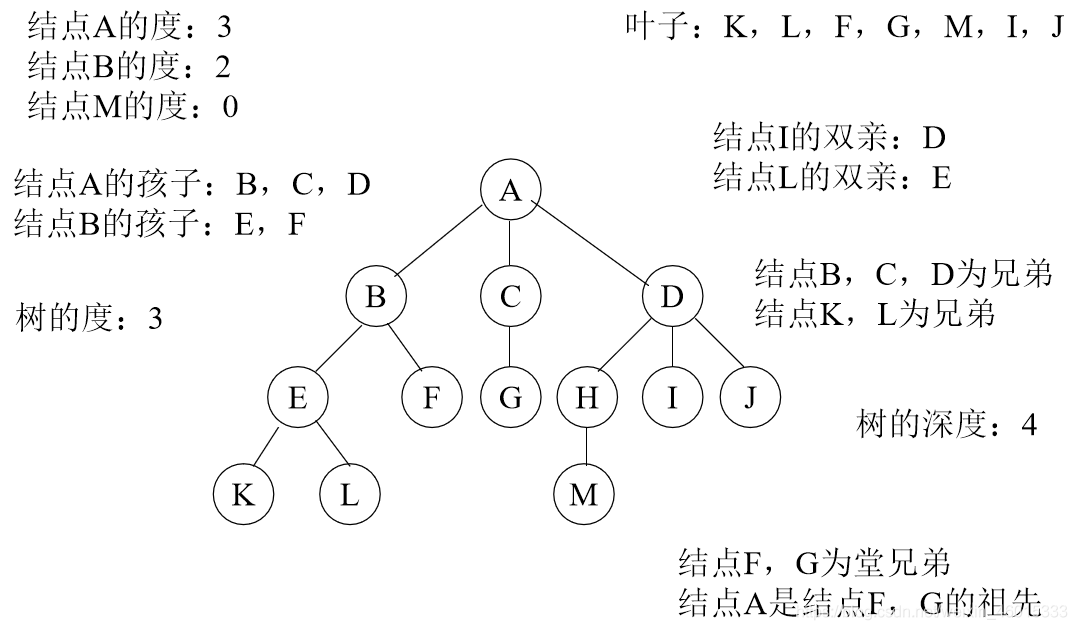 结点A的度：3
结点B的度：2
结点M的度：0
叶子：K，L，F，G，M，I，J
结点I的双亲：D
结点L的双亲：E
结点A的孩子：B，C，D
结点B的孩子：E，F
A
结点B，C，D为兄弟
结点K，L为兄弟
B
C
D
树的度：3
E
F
G
H
I
J
树的深度：4
K
L
M
结点F，G为堂兄弟
结点A是结点F，G的祖先